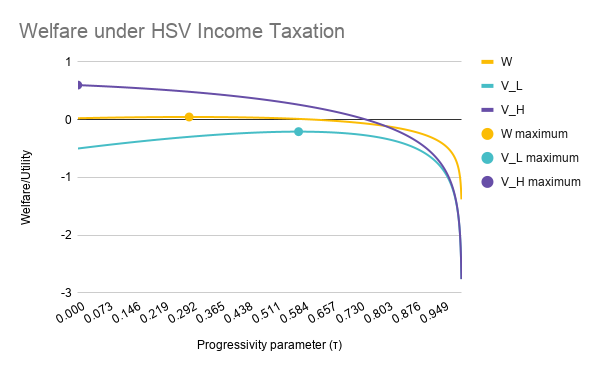 Welfare under HSV Income Taxation
Welfare/Utility
1
0
-1
-2
-3
0.000
0.073
0.146
0.219
0.292
0.365
0.438
0.511
0.584
0.657
0.730
0.803
0.876
0.949
Progressivity parameter (τ)
W
V_L
V_H
W maximum
V_L maximum
V_H maximum